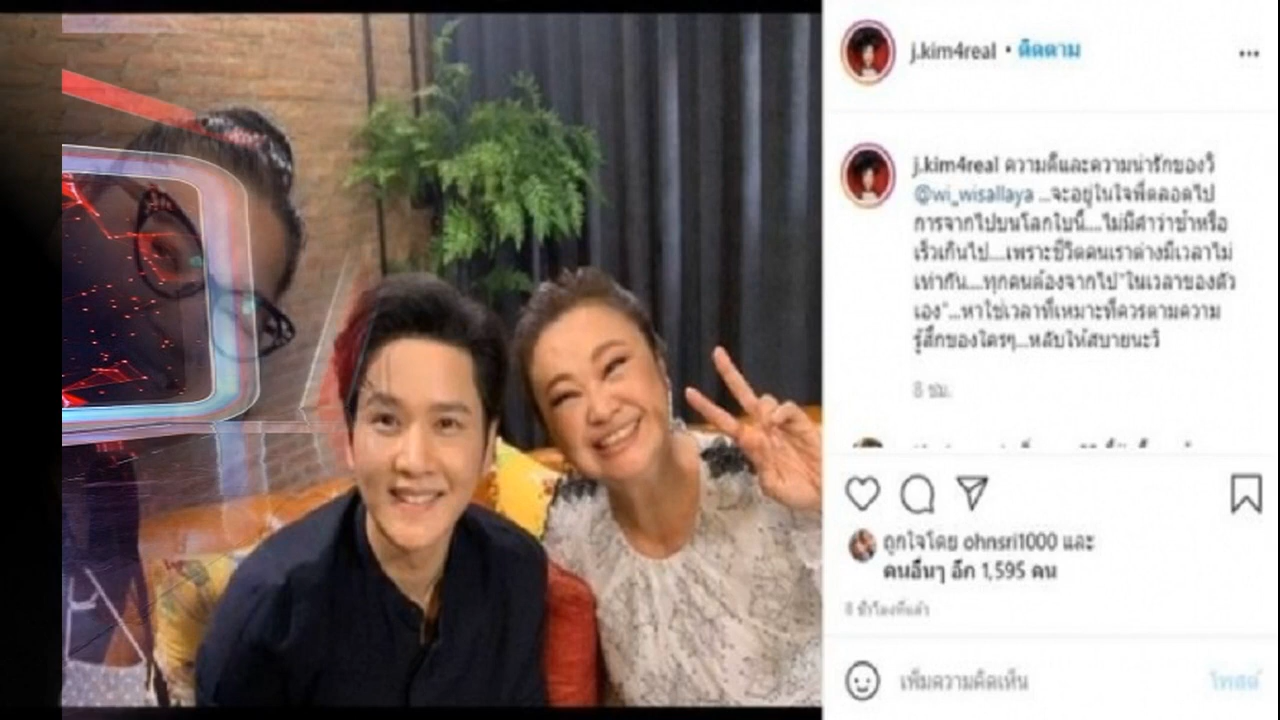 j.kim4real • ติดตาม
j.kim4real ความดีและความน่ารักของวิ
@wi_wisallaya ...จะอยู่ในใจพี่ตลอดไป
การจากไปบนโลกใบนี้....ไม่มีคำว่าช้าหรือ
เร็วเกินไป....เพราะชีวิตคนเราต่างมีเวลาไม่
เท่ากัน....ทุกคนต้องจากไป"ในเวลาของตัว
เอง"...หาใช่เวลาที่เหมาะที่ควรตามความ
รู้สึกของใครๆ...หลับให้สบายนะวิ
8 ชม.
ถูกใจโดย ohnsri1000 และ
คนอื่นๆ อีก 1,595 คน
8 ชั่วโมงที่แล้ว
เพิ่มความคิดเห็น
โพสต์